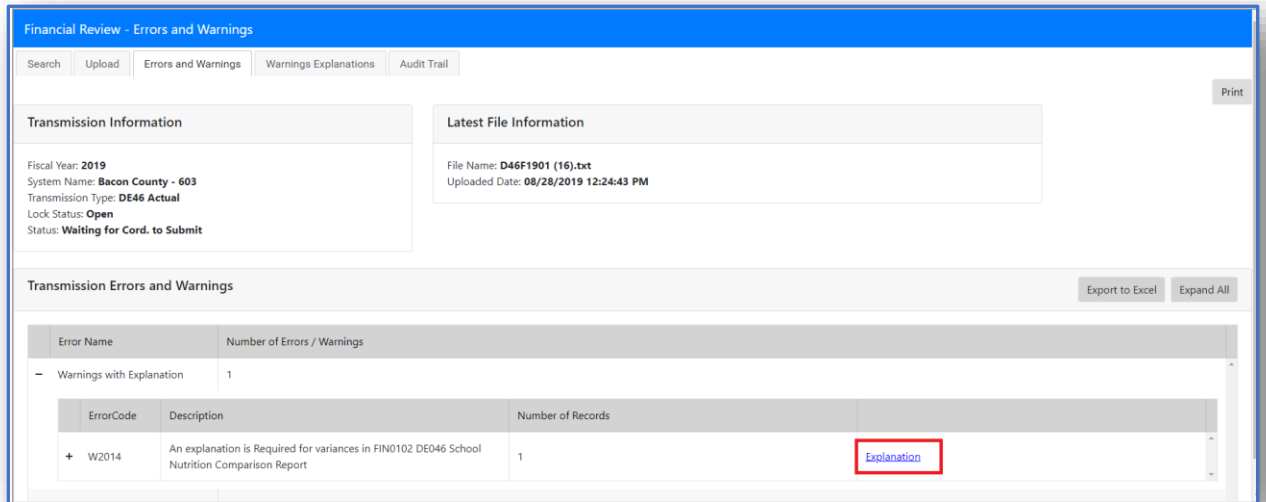 Financial Review - Errors and Warnings
Search Upload Errors and Warnings Warnings Explanations Audit Trail
Print
Transmission Information
Fiscal Year: 2019
System Name: Bacon County - 603
Transmission Type: DE46 Actual
Lock Status: Open
Status: Waiting for Cord. to Submit
Latest File Information
File Name: D46F1901 (16).txt
Uploaded Date: 08/28/2019 12:24:43 PM
Transmission Errors and Warnings
Export to Excel Expand All
Error Name Number of Errors / Warnings
− Warnings with Explanation 1
ErrorCode Description Number of Records
+ W2014 An explanation is Required for variances in FIN0102 DE046 School
Nutrition Comparison Report 1 Explanation